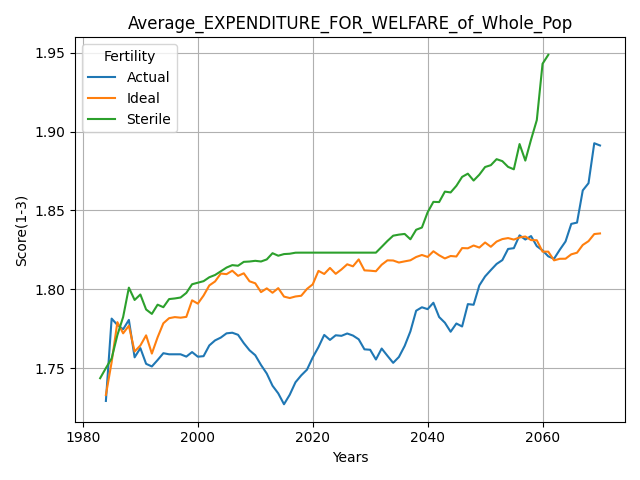 Average_EXPENDITURE_FOR_WELFARE_of_Whole_Pop
Fertility
Actual
Ideal
Sterile
Score(1-3)
1.95
1.90
1.85
1.80
1.75
1980 2000 2020 2040 2060
Years